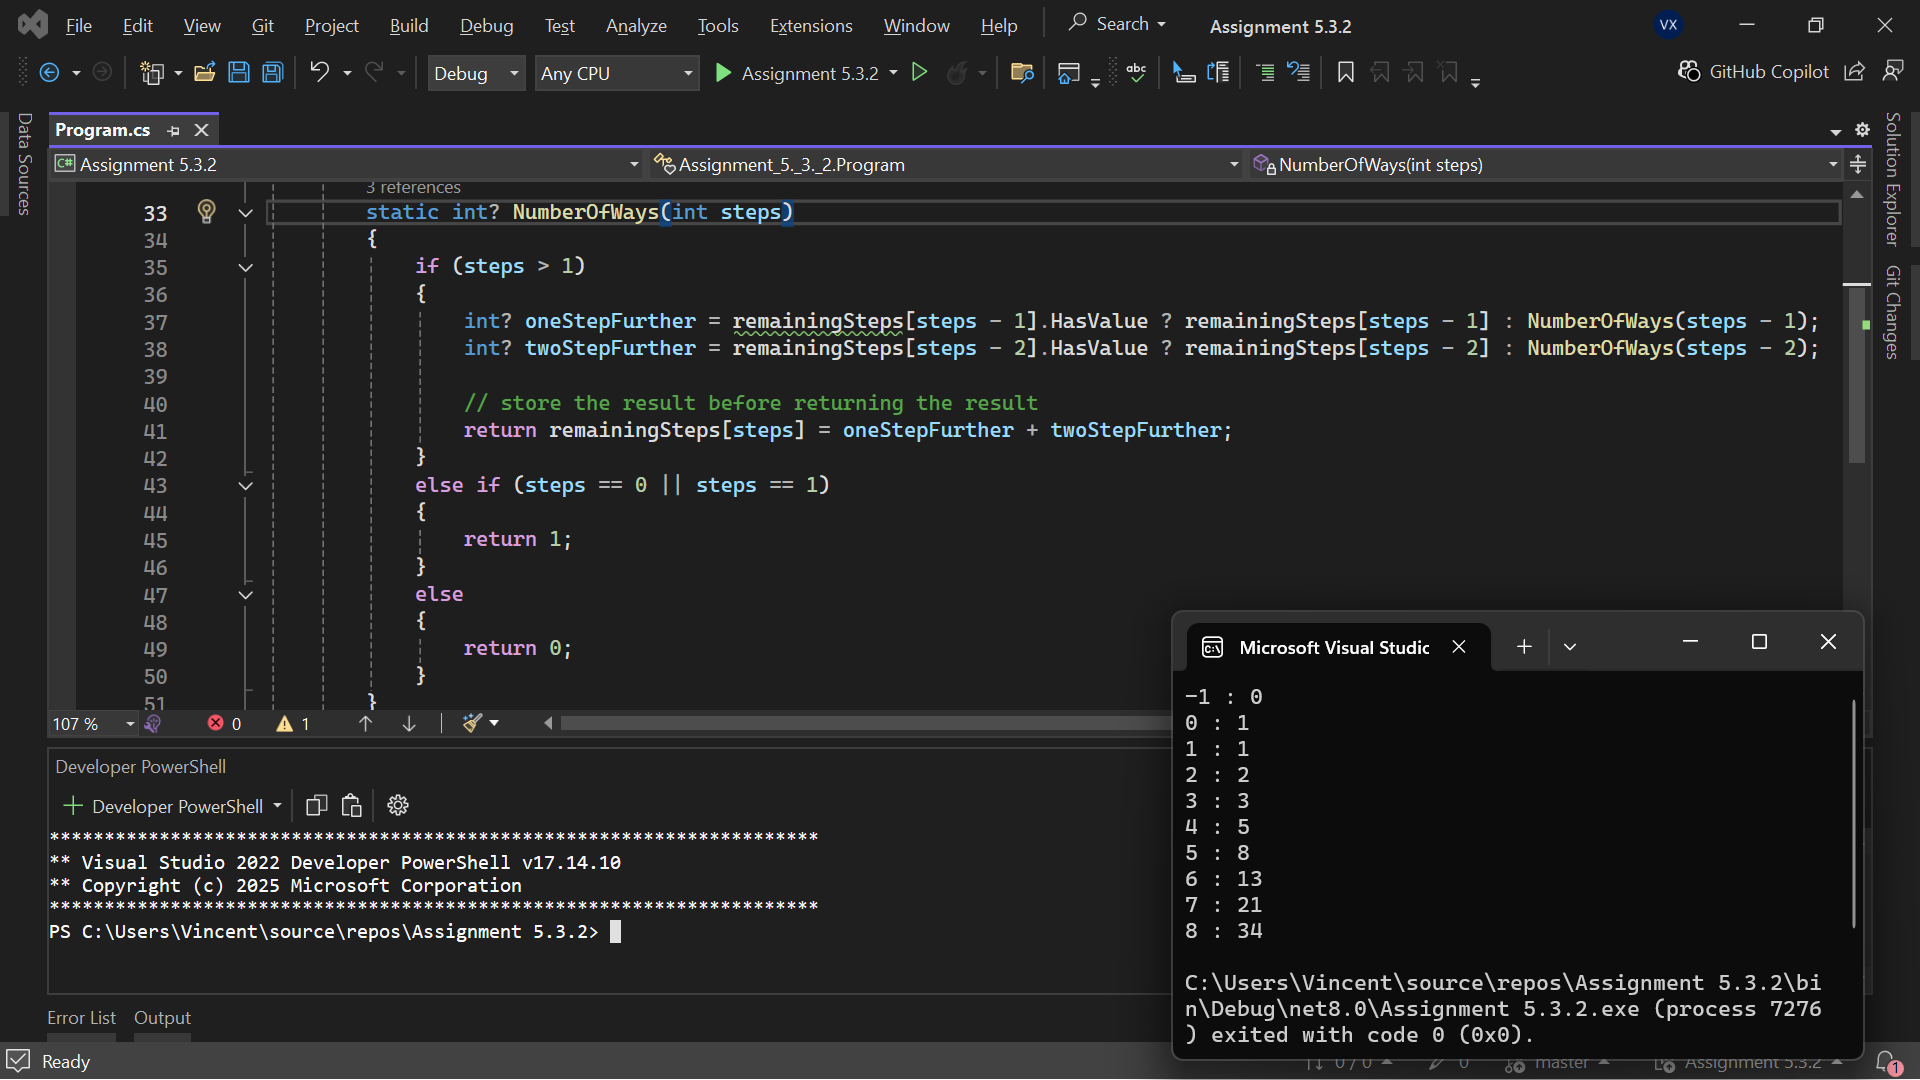 File Edit View Git Project Build Debug Test Analyze Tools Extensions Window Help Search Assignment 5.3.2 VX
Debug Any CPU Assignment 5.3.2 abc GitHub Copilot
Data Sources
Program.cs
Solution Explorer
Git Changes
C# Assignment 5.3.2 Assignment_5._3._2.Program NumberOfWays(int steps)
3 references
33 static int? NumberOfWays(int steps)
34 {
35 if (steps > 1)
36 {
37 int? oneStepFurther = remainingSteps[steps - 1].HasValue ? remainingSteps[steps - 1] : NumberOfWays(steps - 1);
38 int? twoStepFurther = remainingSteps[steps - 2].HasValue ? remainingSteps[steps - 2] : NumberOfWays(steps - 2);
39
40 // store the result before returning the result
41 return remainingSteps[steps] = oneStepFurther + twoStepFurther;
42 }
43 else if (steps == 0 || steps == 1)
44 {
45 return 1;
46 }
47 else
48 {
49 return 0;
50 }
51 }
107 % 0 1
Developer PowerShell
Developer PowerShell
**********************************************************************
** Visual Studio 2022 Developer PowerShell v17.14.10
** Copyright (c) 2025 Microsoft Corporation
**********************************************************************
PS C:\Users\Vincent\source\repos\Assignment 5.3.2>
Microsoft Visual Studio
-1 : 0
0 : 1
1 : 1
2 : 2
3 : 3
4 : 5
5 : 8
6 : 13
7 : 21
8 : 34
C:\Users\Vincent\source\repos\Assignment 5.3.2\bi
n\Debug\net8.0\Assignment 5.3.2.exe (process 7276
) exited with code 0 (0x0).
Error List Output
Ready 0 / 0 0 master Assignment 5.3.2 1